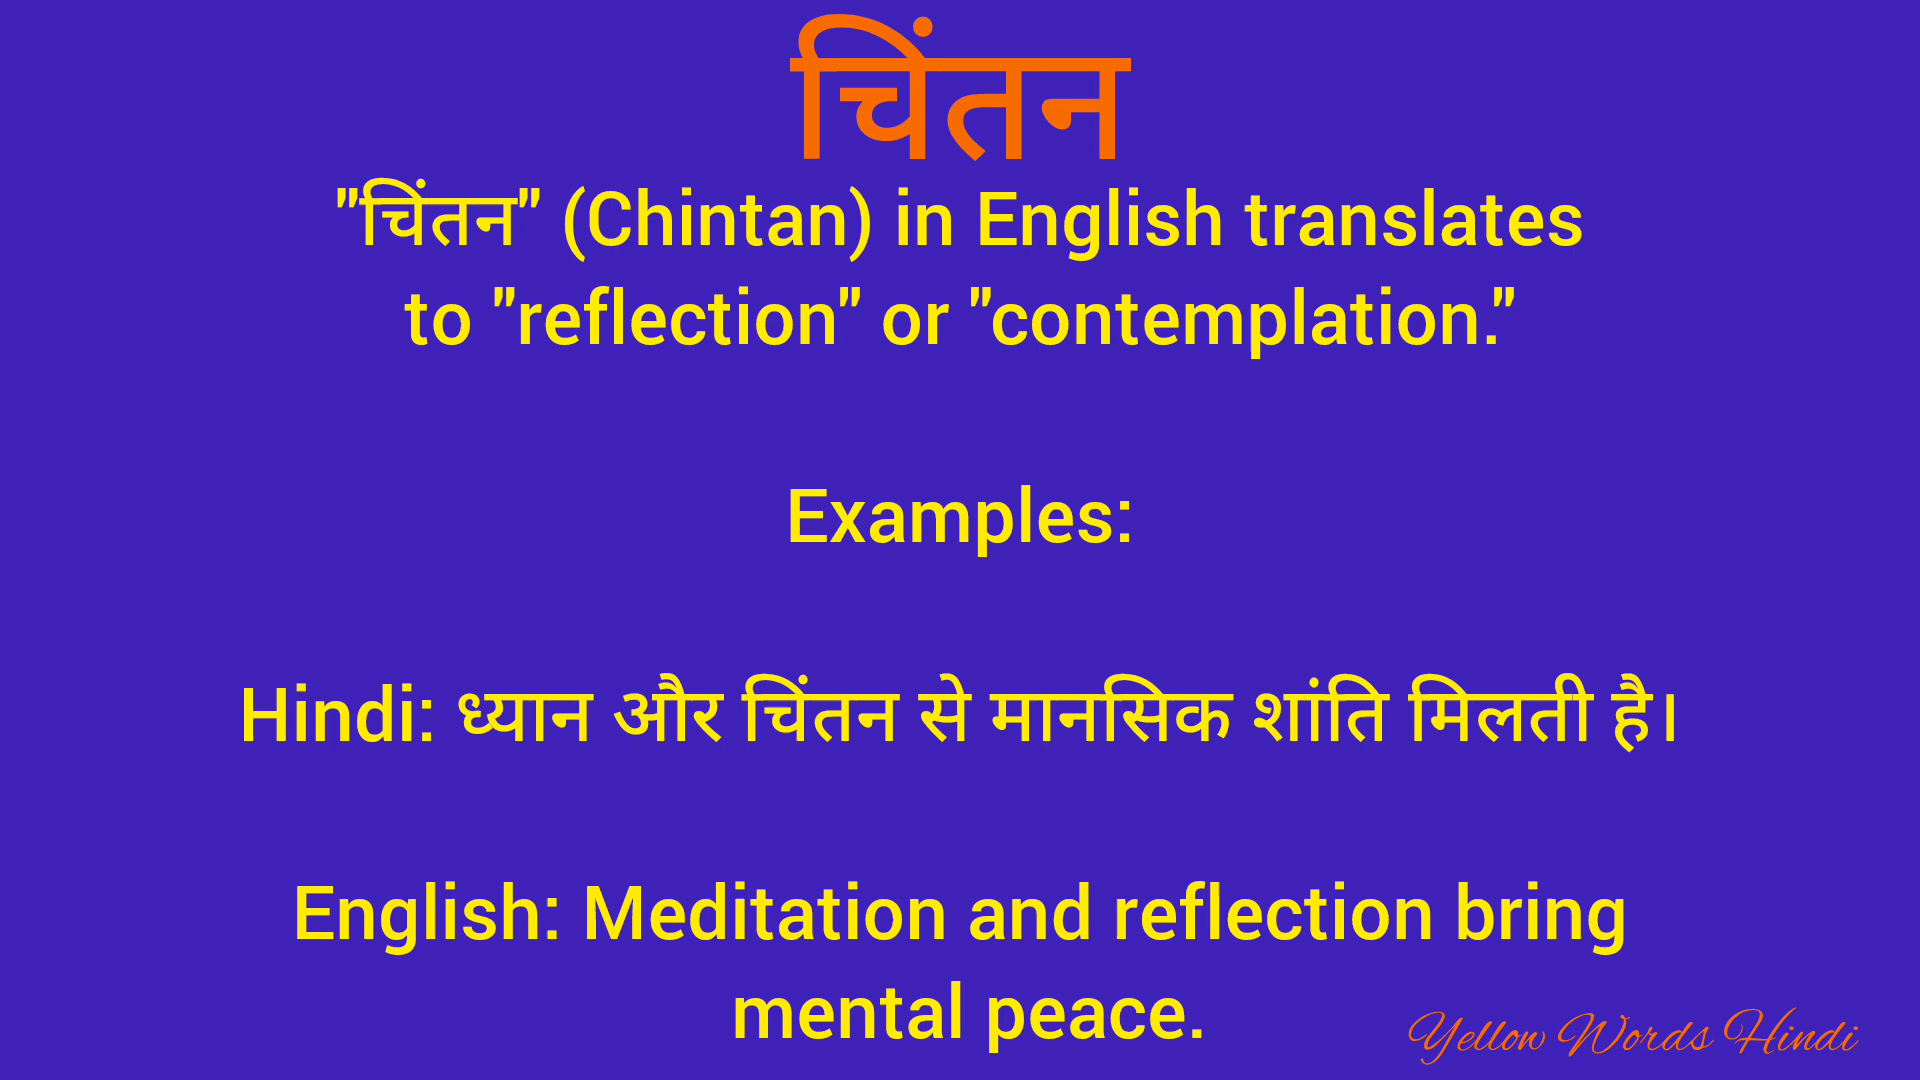 चिंतन
"चिंतन" (Chintan) in English translates
to "reflection" or "contemplation."
Examples:
Hindi: ध्यान और चिंतन से मानसिक शांति मिलती है।
English: Meditation and reflection bring
mental peace.
Yellow Words Hindi